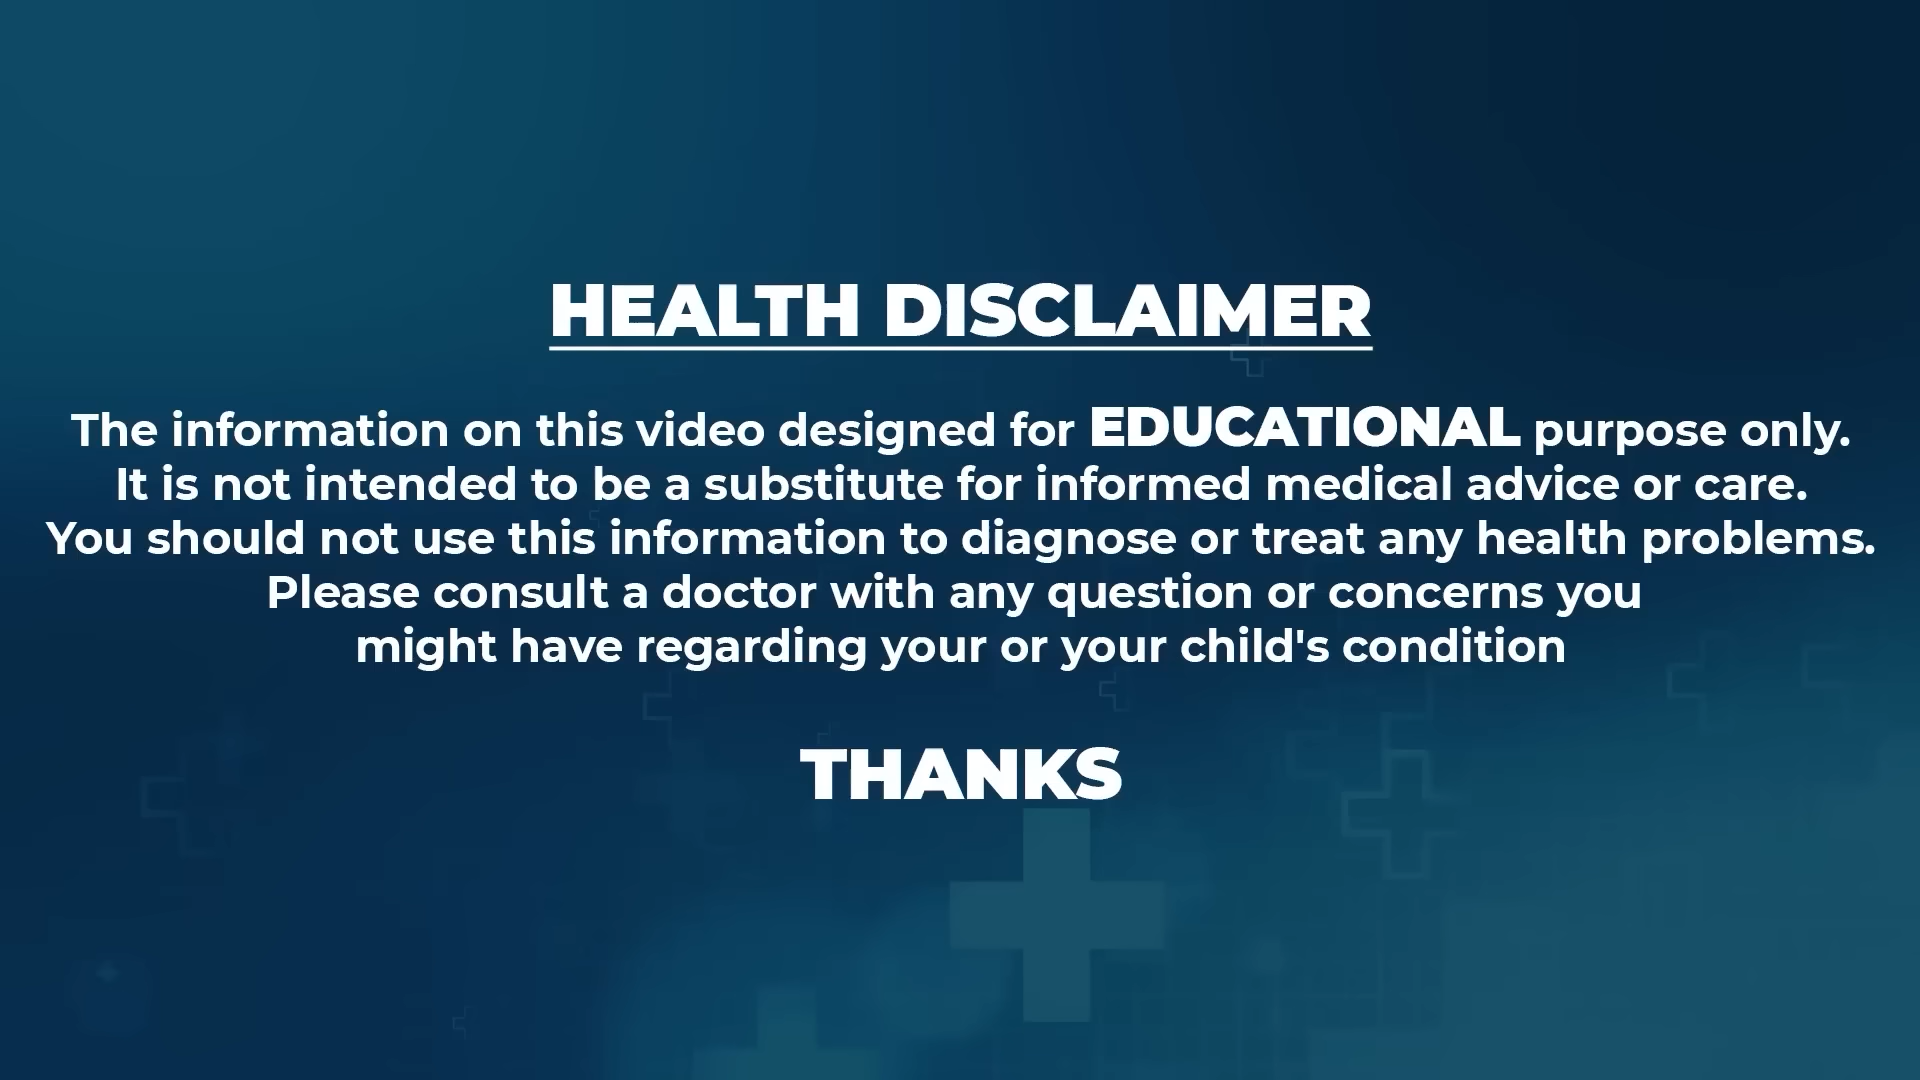 HEALTH DISCLAIMER
The information on this video designed for EDUCATIONAL purpose only.
It is not intended to be a substitute for informed medical advice or care.
You should not use this information to diagnose or treat any health problems.
Please consult a doctor with any question or concerns you
might have regarding your or your child's condition
THANKS